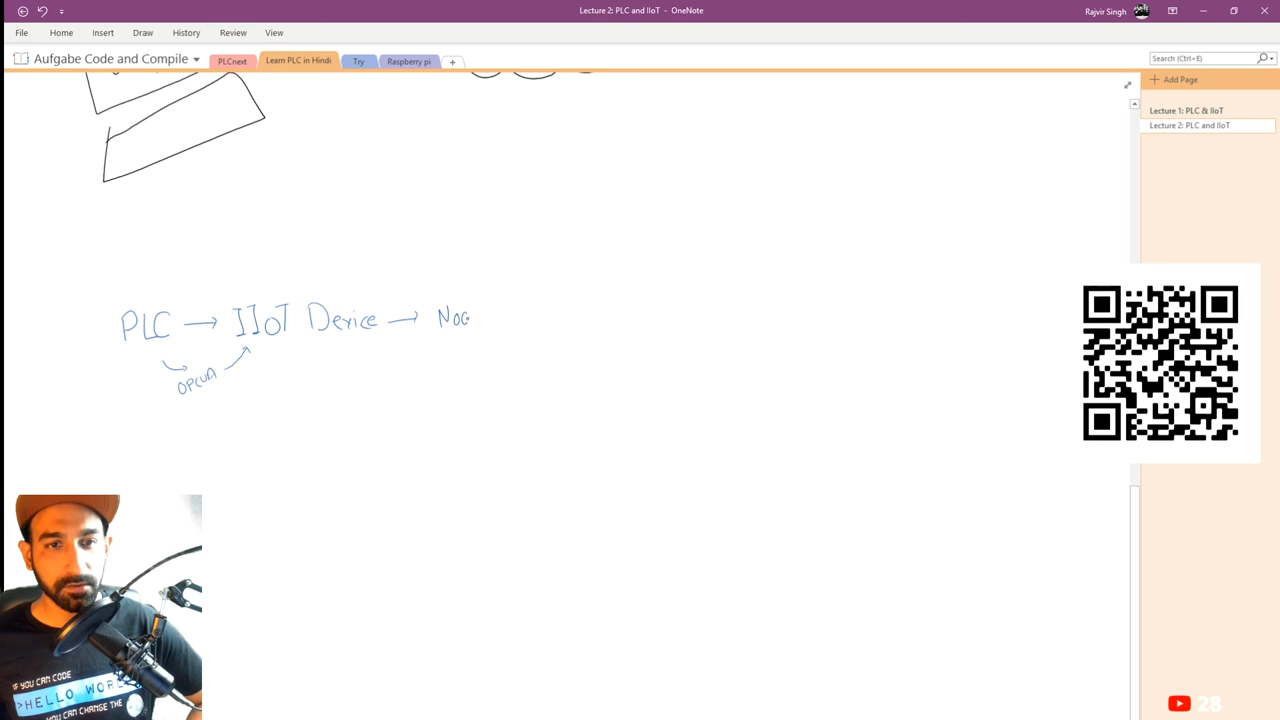 Lecture 2: PLC and IIoT - OneNote
Rajvir Singh
File Home Insert Draw History Review View
Aufgabe Code and Compile
PLCnext
Learn PLC in Hindi
Try
Raspberry pi
Search (Ctrl+E)
Add Page
Lecture 1: PLC & IIoT
Lecture 2: PLC and IIoT
PLC → IIoT Device → Noc
OPCUA
IF YOU CAN CODE
>HELLO WORL
YOU CAN CHANGE THE
28